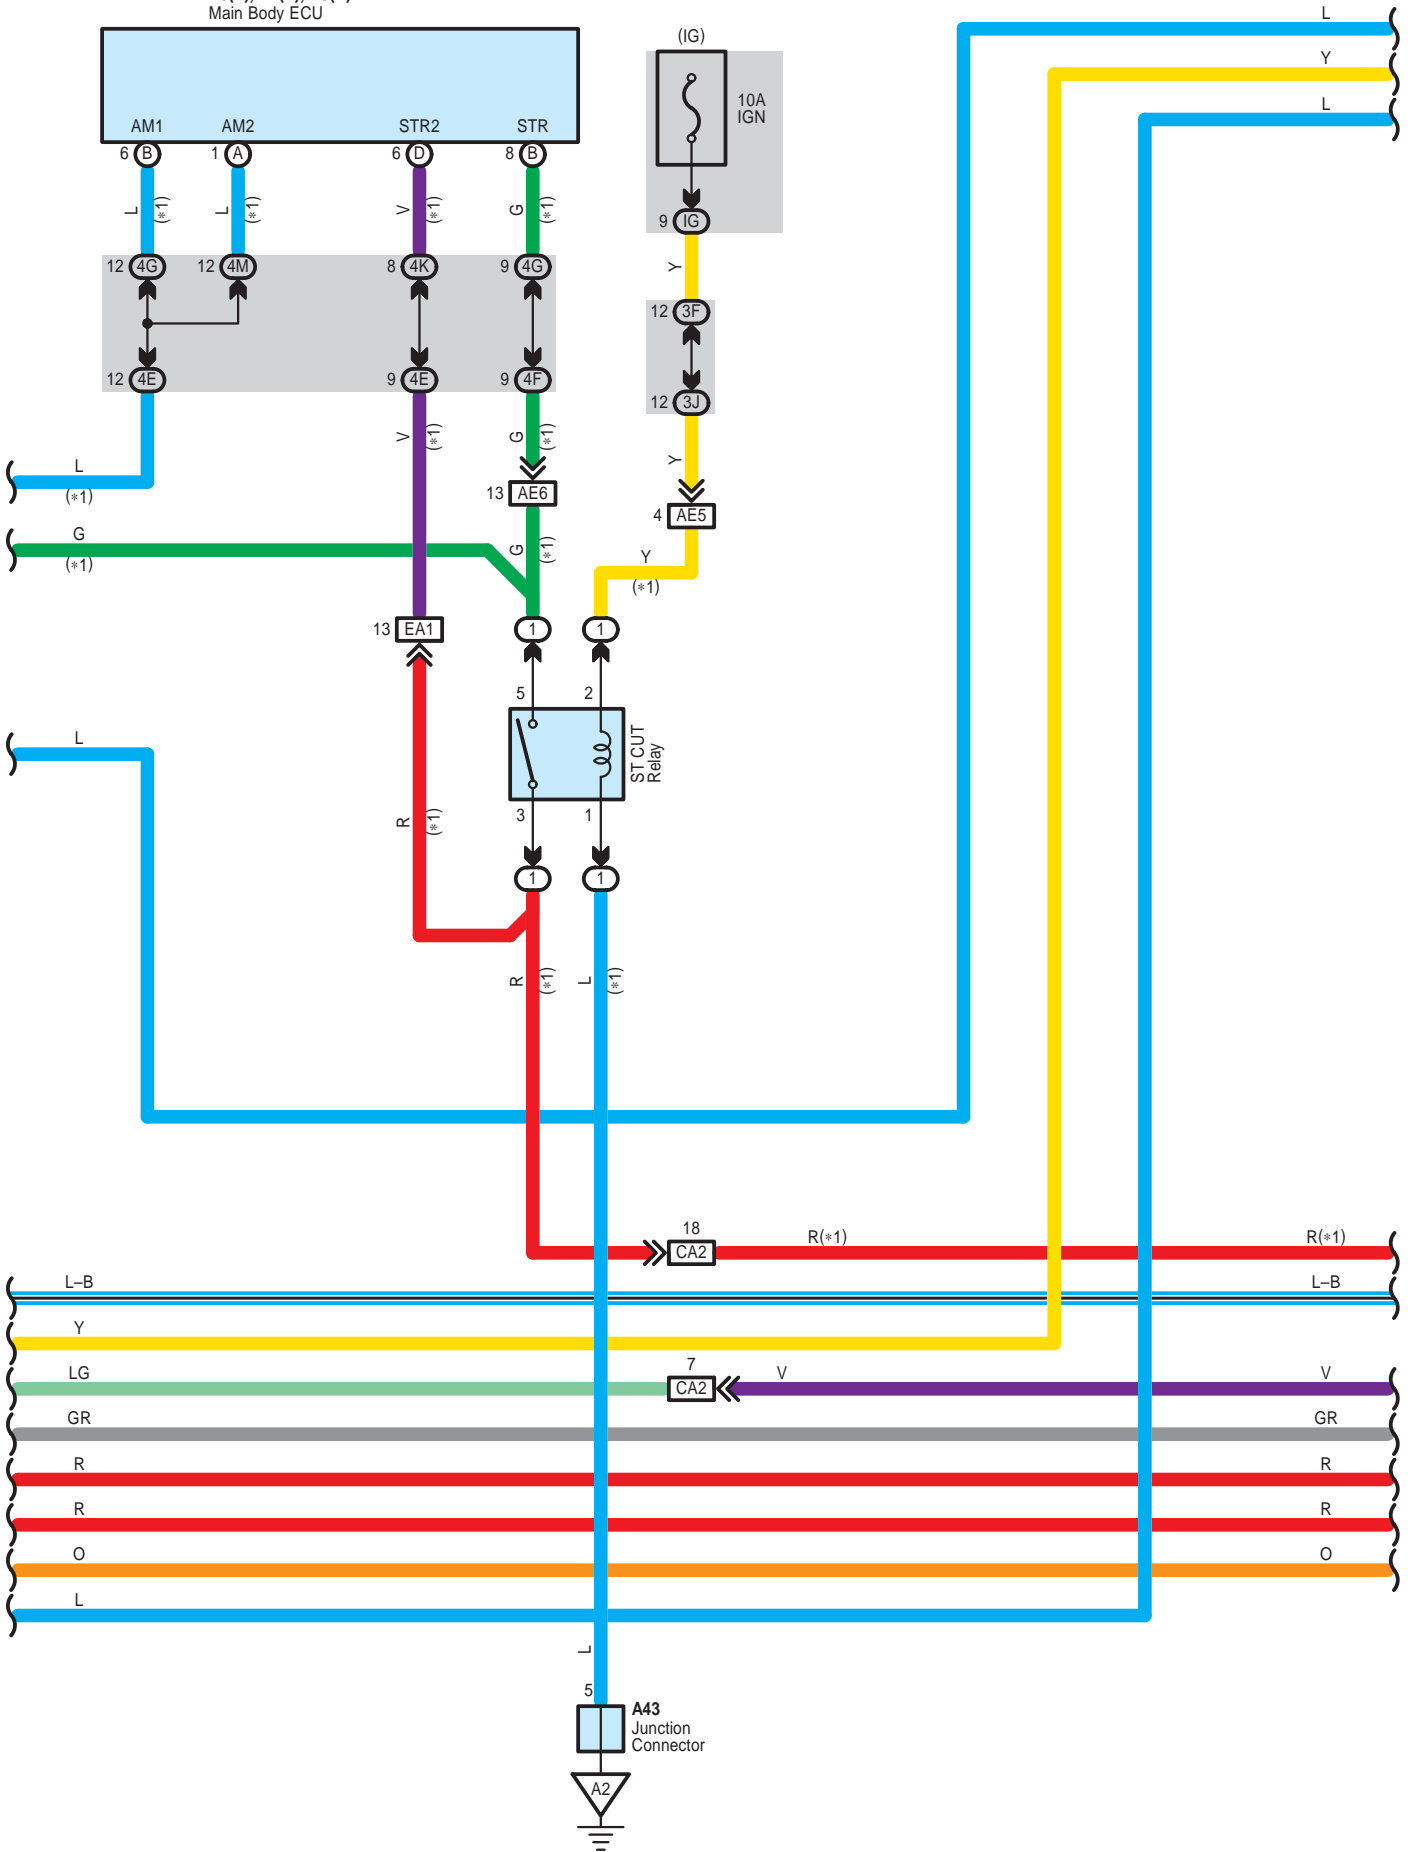 Main Body ECU
AM1 AM2 STR2 STR
6 B 1 A 6 D 8 B
L (*1) L (*1) V (*1) G (*1)
12 4G 12 4M 8 4K 9 4G
12 4E 9 4E 9 4F
V (*1) G (*1)
(IG)
10A
IGN
9 IG
Y
12 3F
12 3J
Y
4 AE5
Y
(*1)
L
Y
L
L
(*1)
13 AE6
G
(*1)
G (*1)
13 EA1
1 1
5 2
ST CUT
Relay
3 1
1 1
L
R (*1)
R (*1) L (*1)
18
CA2
R(*1) R(*1)
L–B L–B
Y
LG
7
CA2
V V
GR GR
R R
R R
O O
L
L
5
A43
Junction
Connector
A2